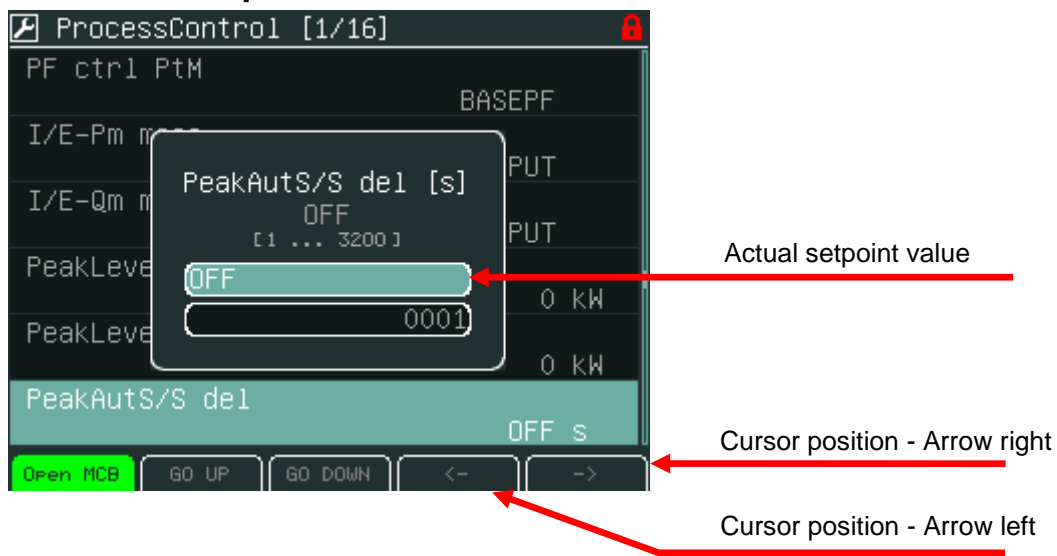 ProcessControl [1/16]
PF ctrl PtM
BASEPF
I/E-Pm
PUT
PeakAutS/S del [s]
I/E-Qm
OFF
PUT
[1 ... 3200]
Actual setpoint value
PeakLeve
OFF
0 kW
0001
PeakLeve
0 kW
PeakAutS/S del
OFF s
Cursor position - Arrow right
Open MCB GO UP GO DOWN <- ->
Cursor position - Arrow left